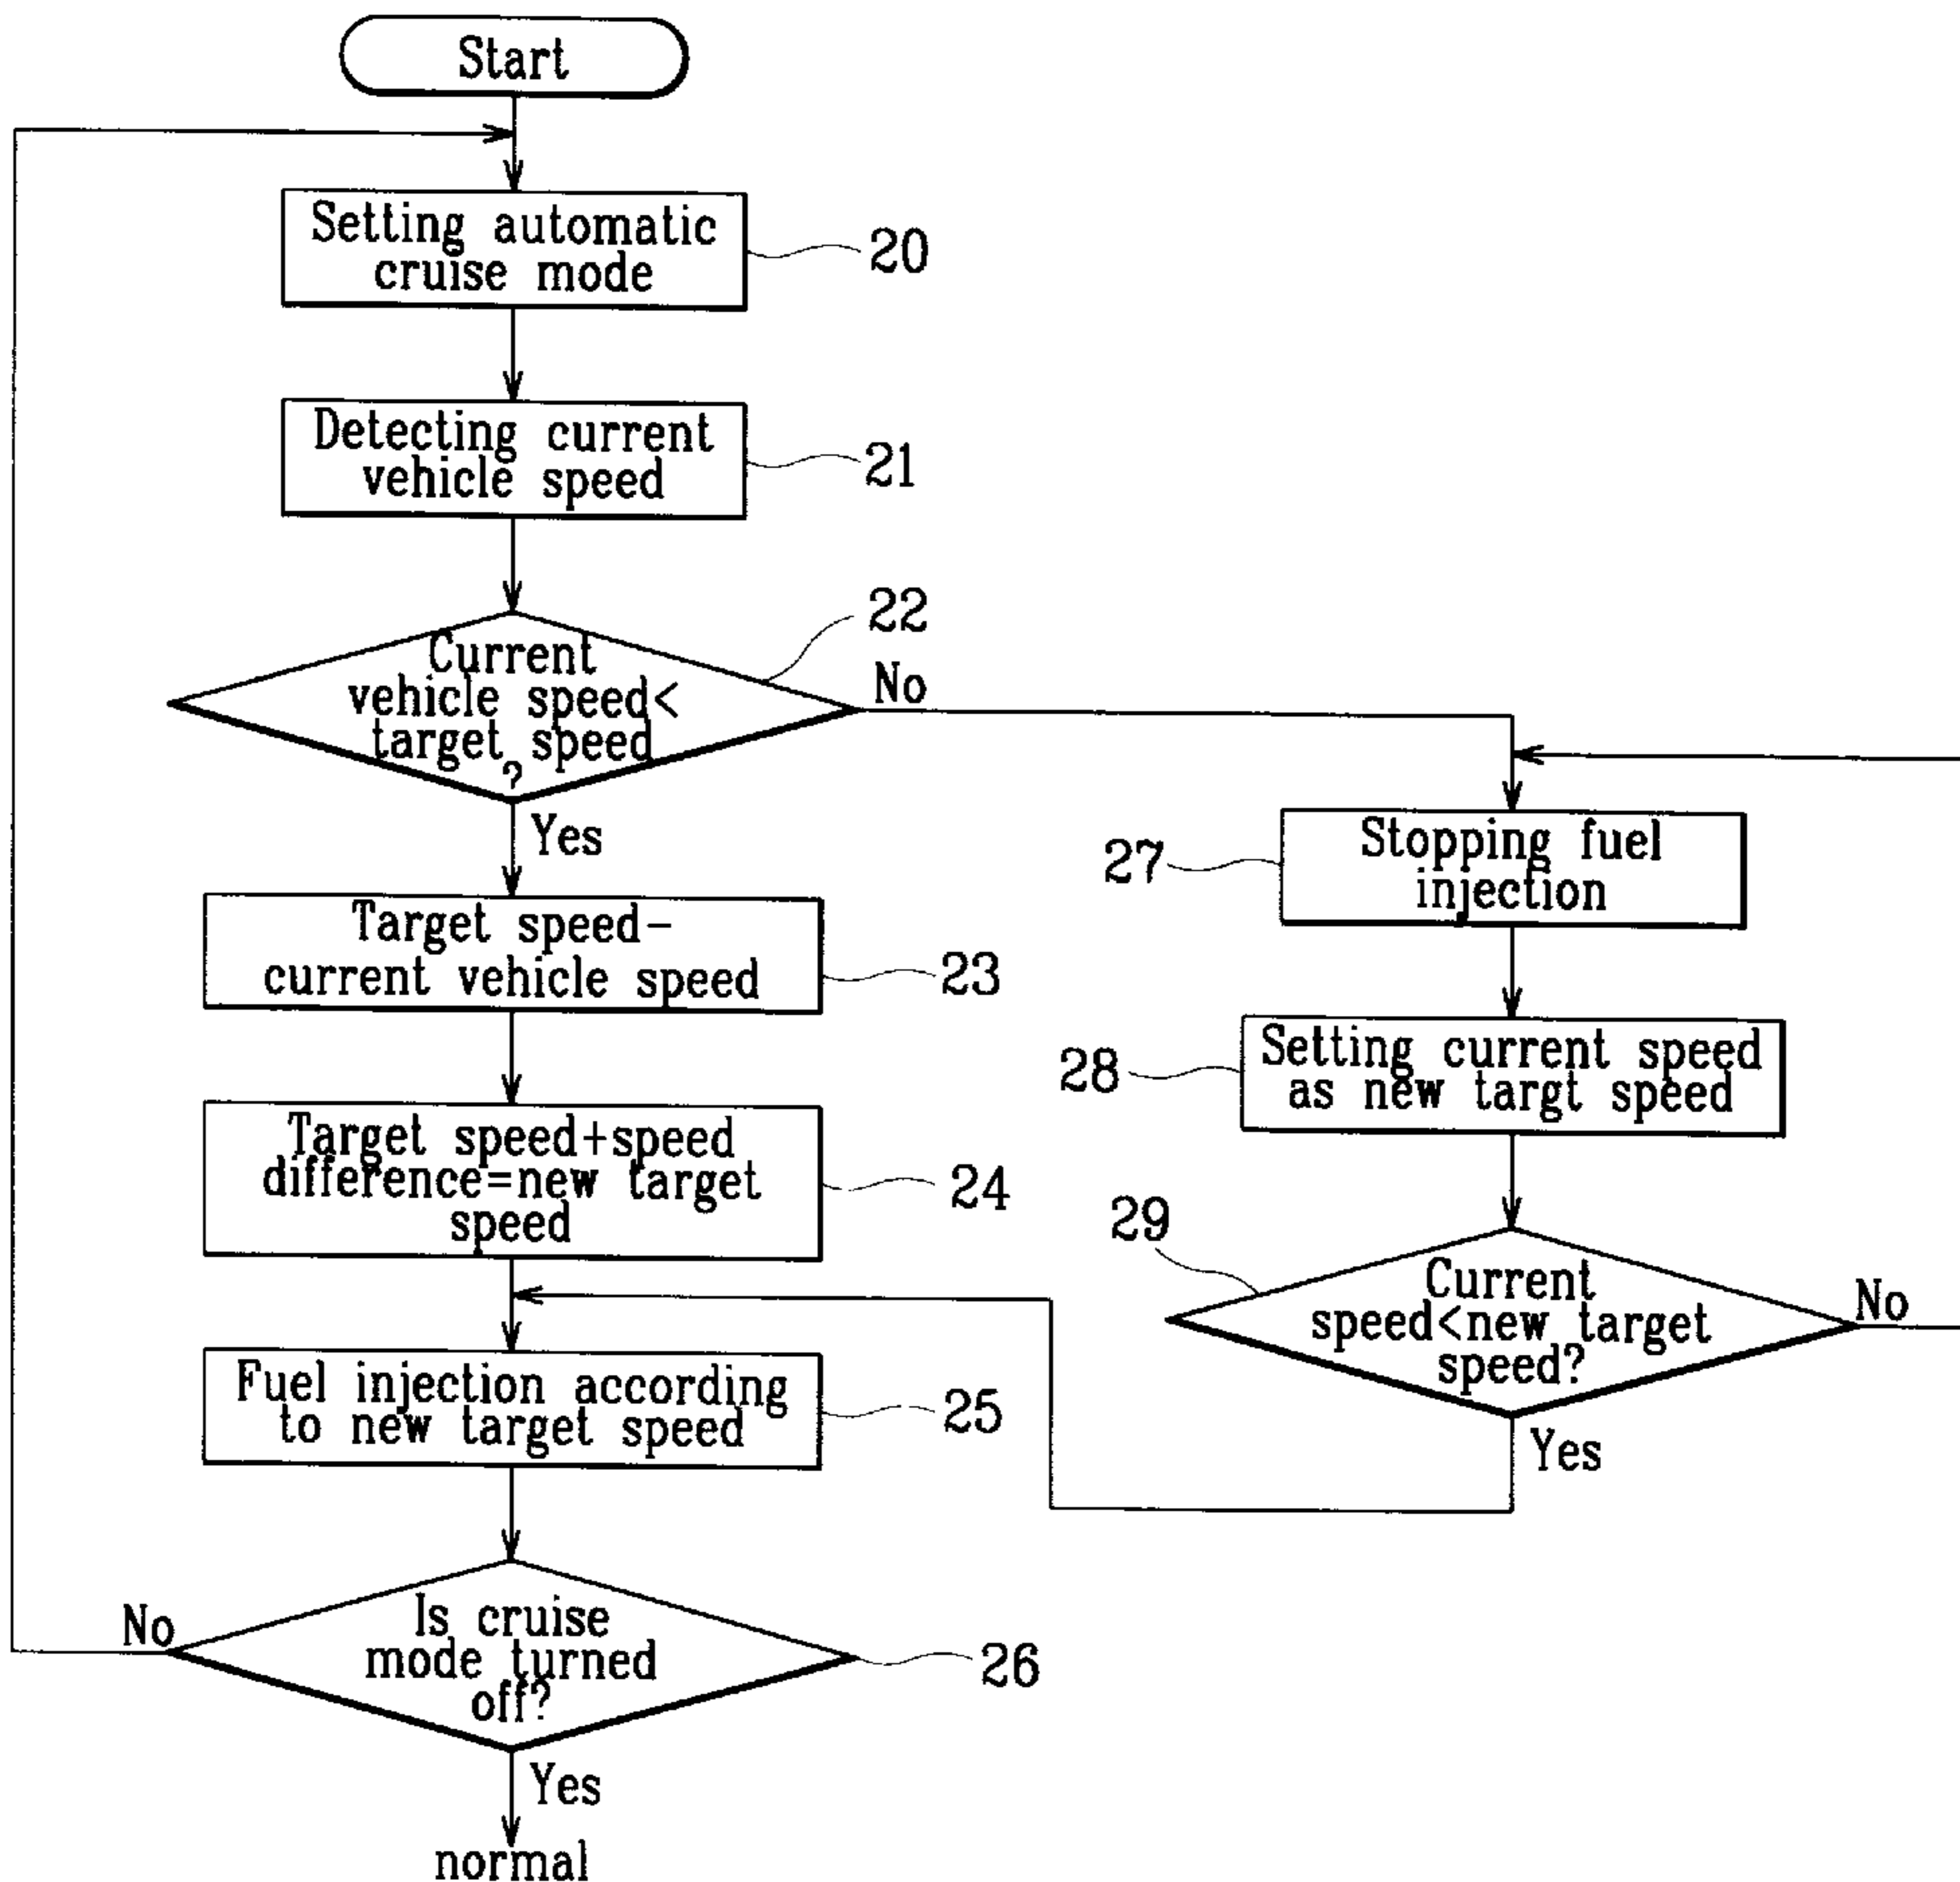 Start
Setting automatic
cruise mode
20
Detecting current
vehicle speed
21
22
Current
vehicle speed<
target speed
?
No
Yes
Target speed-
current vehicle speed
23
Target speed+speed
difference=new target
speed
24
Fuel injection according
to new target speed
25
Is cruise
mode turned
off?
No
26
Yes
normal
Stopping fuel
injection
27
Setting current speed
as new targt speed
28
29
Current
speed<new target
speed?
No
Yes